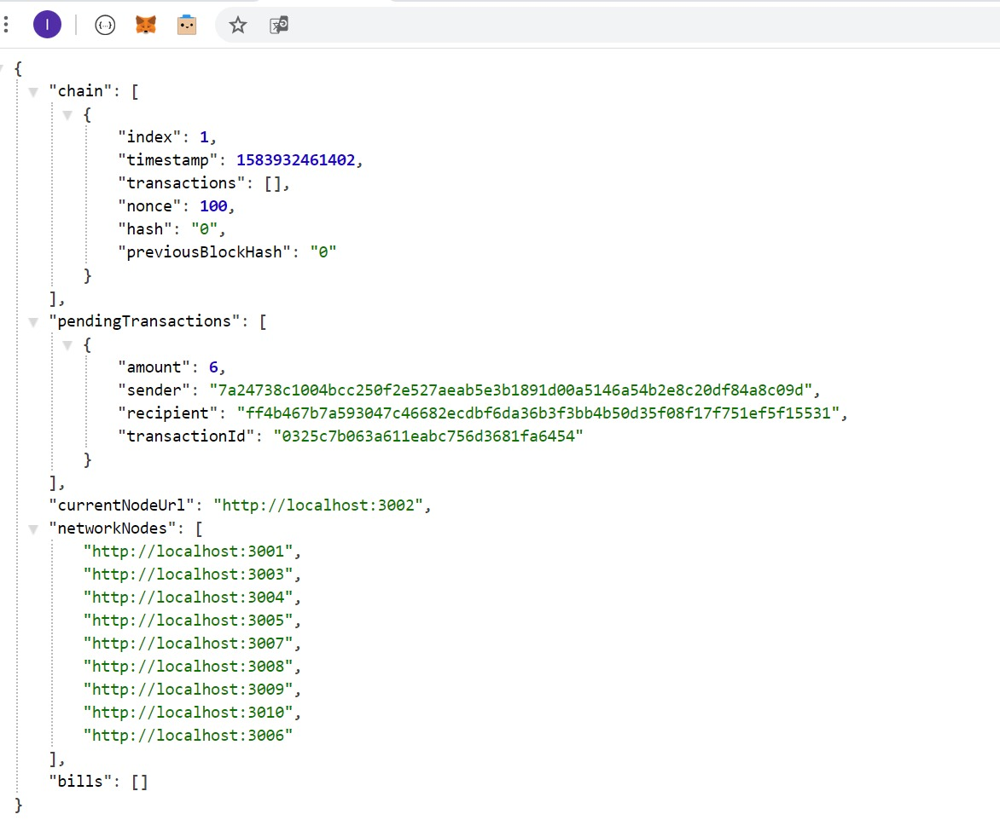 I
{
"chain": [
{
"index": 1,
"timestamp": 1583932461402,
"transactions": [],
"nonce": 100,
"hash": "0",
"previousBlockHash": "0"
}
],
"pendingTransactions": [
{
"amount": 6,
"sender": "7a24738c1004bcc250f2e527aeab5e3b1891d00a5146a54b2e8c20df84a8c09d",
"recipient": "ff4b467b7a593047c46682ecdbf6da36b3f3bb4b50d35f08f17f751ef5f15531",
"transactionId": "0325c7b063a611eabc756d3681fa6454"
}
],
"currentNodeUrl": "http://localhost:3002",
"networkNodes": [
"http://localhost:3001",
"http://localhost:3003",
"http://localhost:3004",
"http://localhost:3005",
"http://localhost:3007",
"http://localhost:3008",
"http://localhost:3009",
"http://localhost:3010",
"http://localhost:3006"
],
"bills": []
}